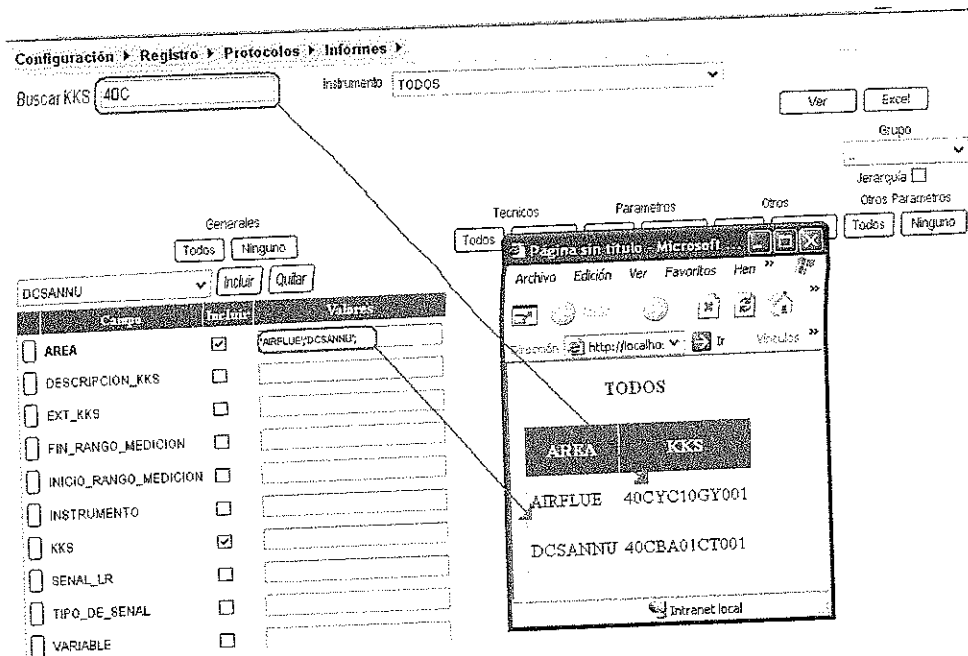 Configuración Registro Protocolos Informes
Buscar KKS 40C
Instrumento TODOS
Ver Excel
Grupo
..
Jerarquía
Generales
Todos Ninguno
Tecnicos Parametros Otros Otros Parametros
Todos
Todos Ninguno
DCSANNU Incluir Quitar
Campo Incluir Valores
AREA 'AIRFLUE';'DCSANNU';
DESCRIPCION_KKS
EXT_KKS
FIN_RANGO_MEDICION
INICIO_RANGO_MEDICION
INSTRUMENTO
KKS
SENAL_LR
TIPO_DE_SENAL
VARIABLE
Pagina sin titulo - Microsoft
Archivo Edición Ver Favoritos Herr »
»
Dirección http://localho: Ir Vínculos »
TODOS
AREA KKS
AIRFLUE 40CYC10GY001
DCSANNU 40CBA01CT001
Intranet local